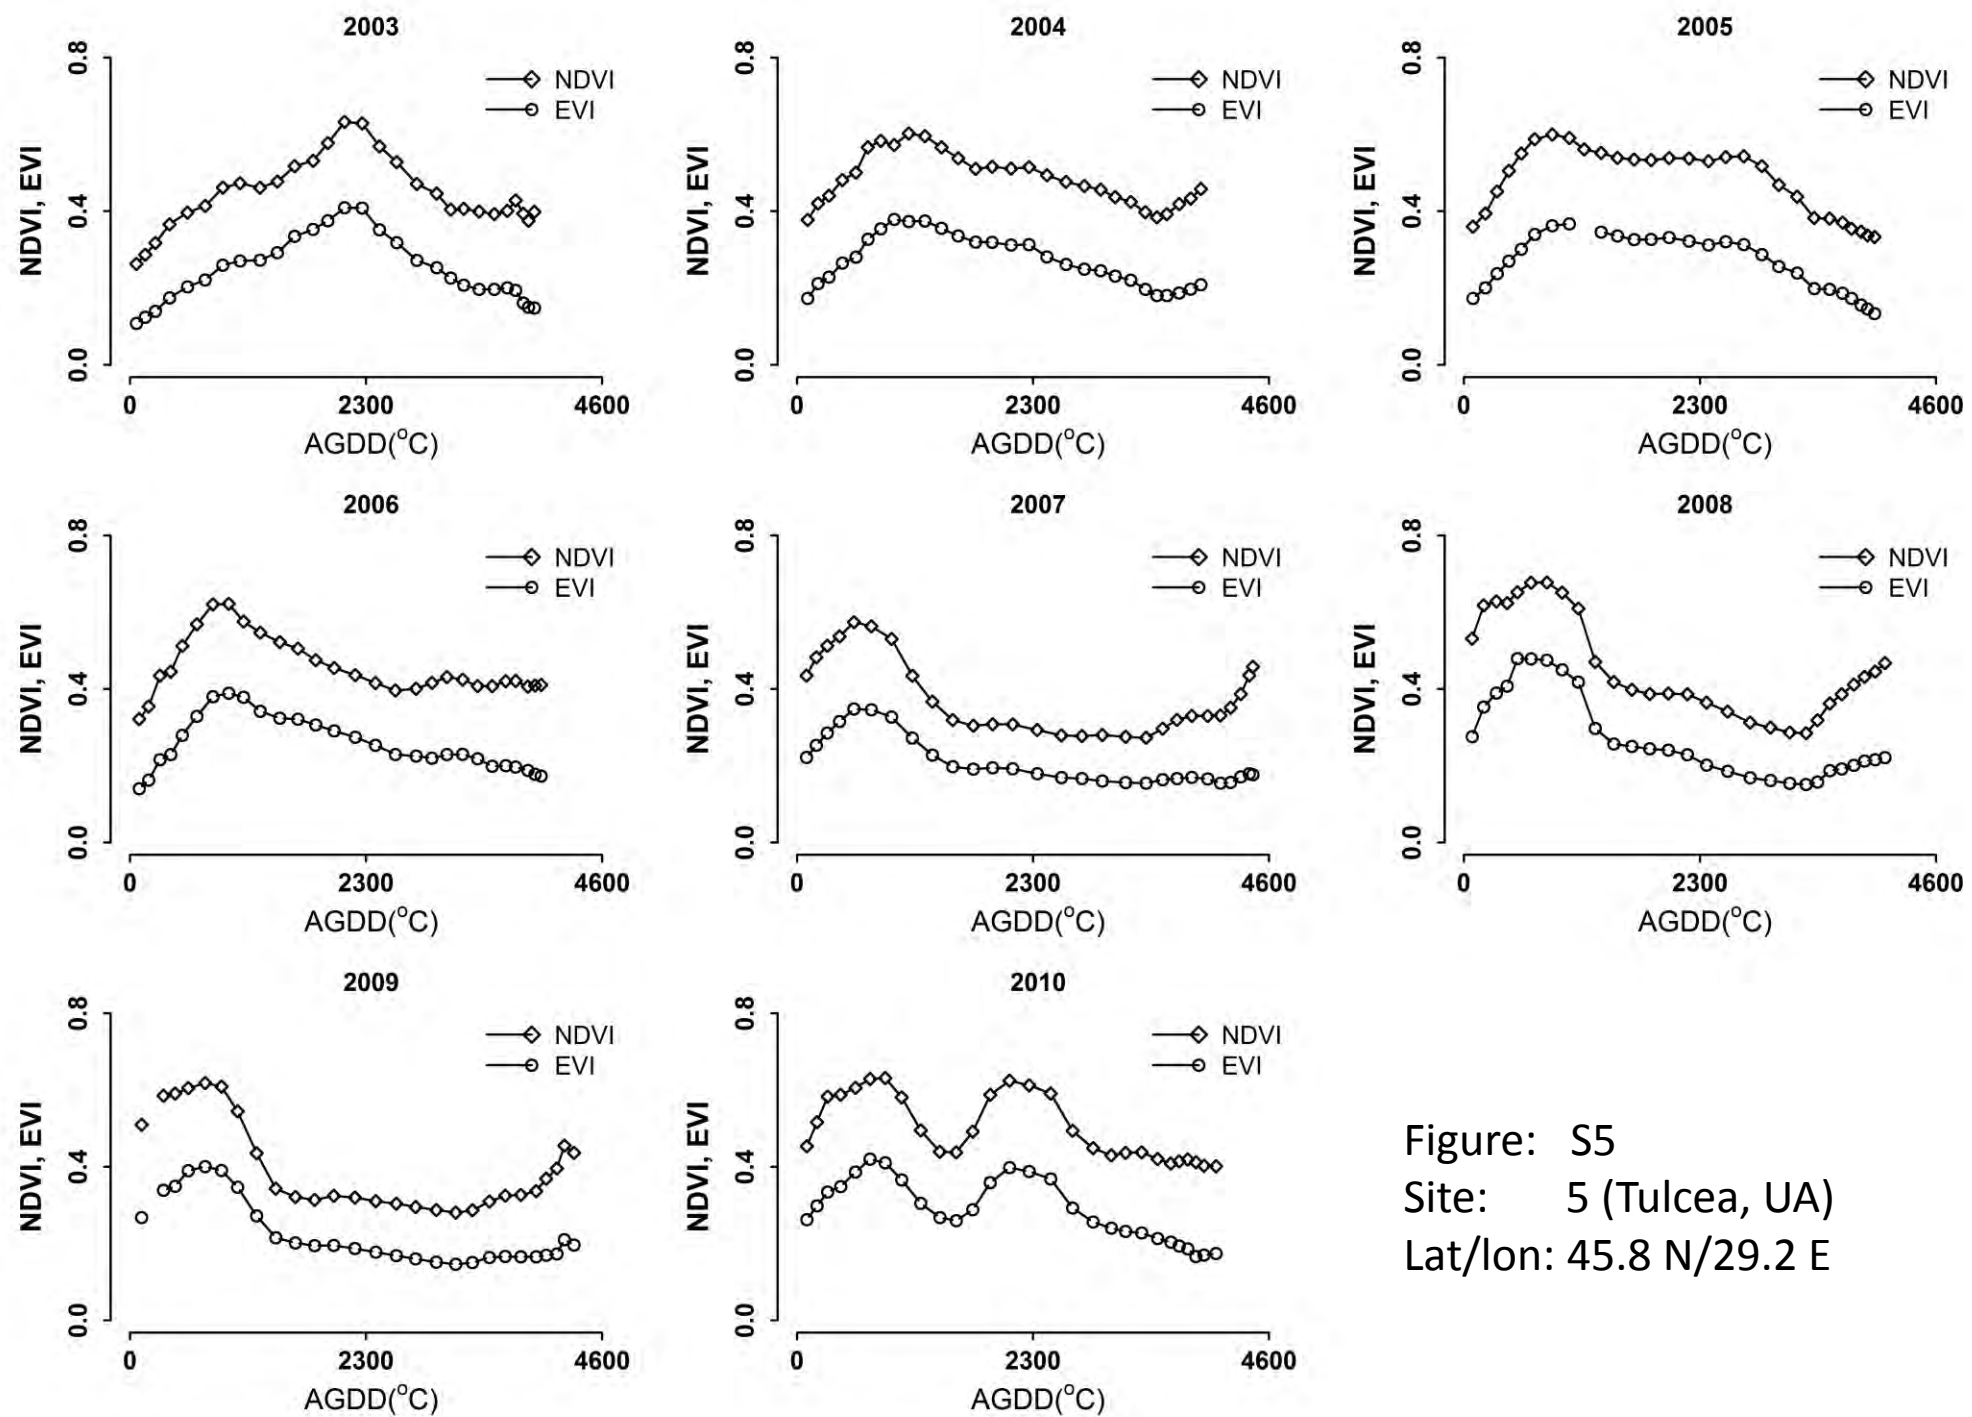 2003
0.8
0.4
0.0
NDVI, EVI
NDVI
EVI
0 2300 4600
AGDD(°C)
2004
0.8
0.4
0.0
NDVI, EVI
NDVI
EVI
0 2300 4600
AGDD(°C)
2005
0.8
0.4
0.0
NDVI, EVI
NDVI
EVI
0 2300 4600
AGDD(°C)
2006
0.8
0.4
0.0
NDVI, EVI
NDVI
EVI
0 2300 4600
AGDD(°C)
2007
0.8
0.4
0.0
NDVI, EVI
NDVI
EVI
0 2300 4600
AGDD(°C)
2008
0.8
0.4
0.0
NDVI, EVI
NDVI
EVI
0 2300 4600
AGDD(°C)
2009
0.8
0.4
0.0
NDVI, EVI
NDVI
EVI
0 2300 4600
AGDD(°C)
2010
0.8
0.4
0.0
NDVI, EVI
NDVI
EVI
0 2300 4600
AGDD(°C)
Figure: S5
Site: 5 (Tulcea, UA)
Lat/lon: 45.8 N/29.2 E